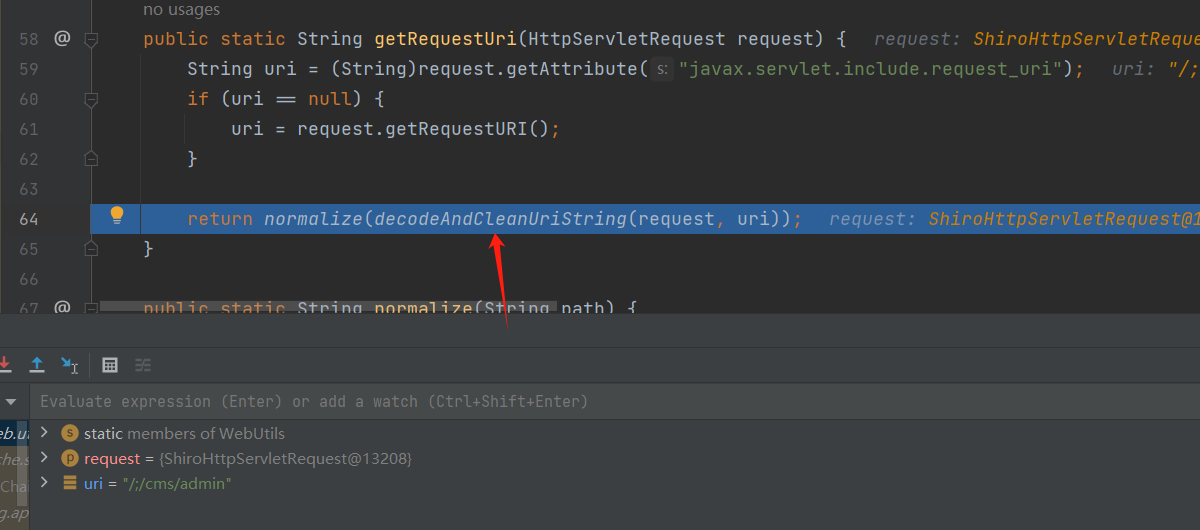 no usages
58 @ public static String getRequestUri(HttpServletRequest request) { request: ShiroHttpServletReque
59 String uri = (String)request.getAttribute( s: "javax.servlet.include.request_uri"); uri: "/;
60 if (uri == null) {
61 uri = request.getRequestURI();
62 }
63
64 return normalize(decodeAndCleanUriString(request, uri)); request: ShiroHttpServletRequest@1
65 }
66
67 @ public static String normalize(String path) {
Evaluate expression (Enter) or add a watch (Ctrl+Shift+Enter)
eb.ut
s static members of WebUtils
che.s
p request = {ShiroHttpServletRequest@13208}
Chai
uri = "/;/cms/admin"
g.ap